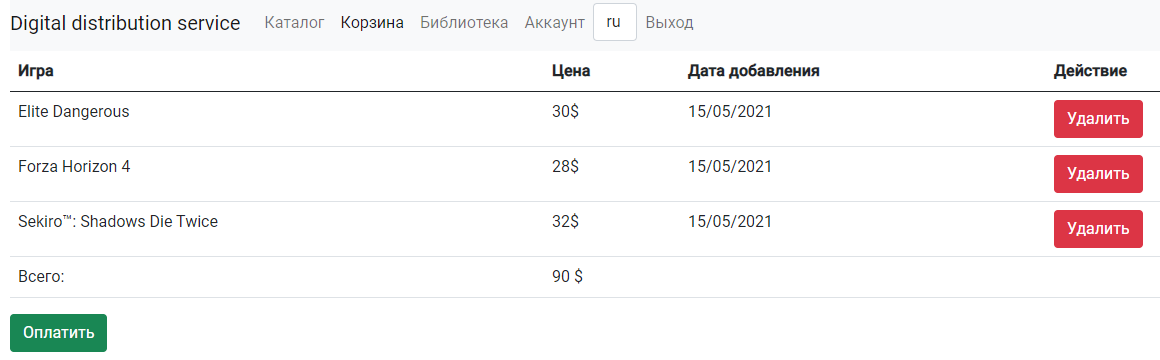 Digital distribution service Каталог Корзина Библиотека Аккаунт ru Выход
Игра Цена Дата добавления Действие
Elite Dangerous 30$ 15/05/2021 Удалить
Forza Horizon 4 28$ 15/05/2021 Удалить
Sekiro™: Shadows Die Twice 32$ 15/05/2021 Удалить
Всего: 90 $
Оплатить